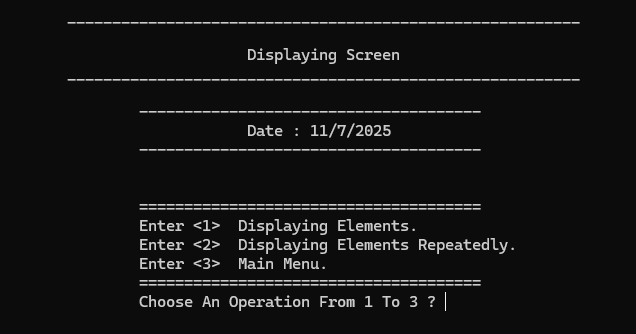 ---------------------------------------------------------
Displaying Screen
---------------------------------------------------------
--------------------------------------
Date : 11/7/2025
--------------------------------------
======================================
Enter <1>  Displaying Elements.
Enter <2>  Displaying Elements Repeatedly.
Enter <3>  Main Menu.
======================================
Choose An Operation From 1 To 3 ?